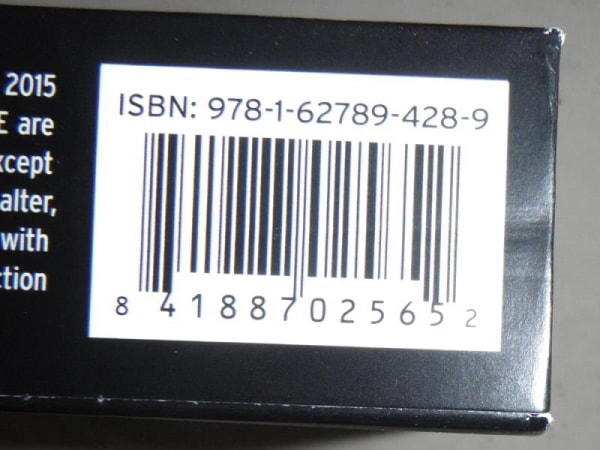 2015
E are
xcept
alter,
with
ction
ISBN: 978-1-62789-428-9
8 41887 02565 2